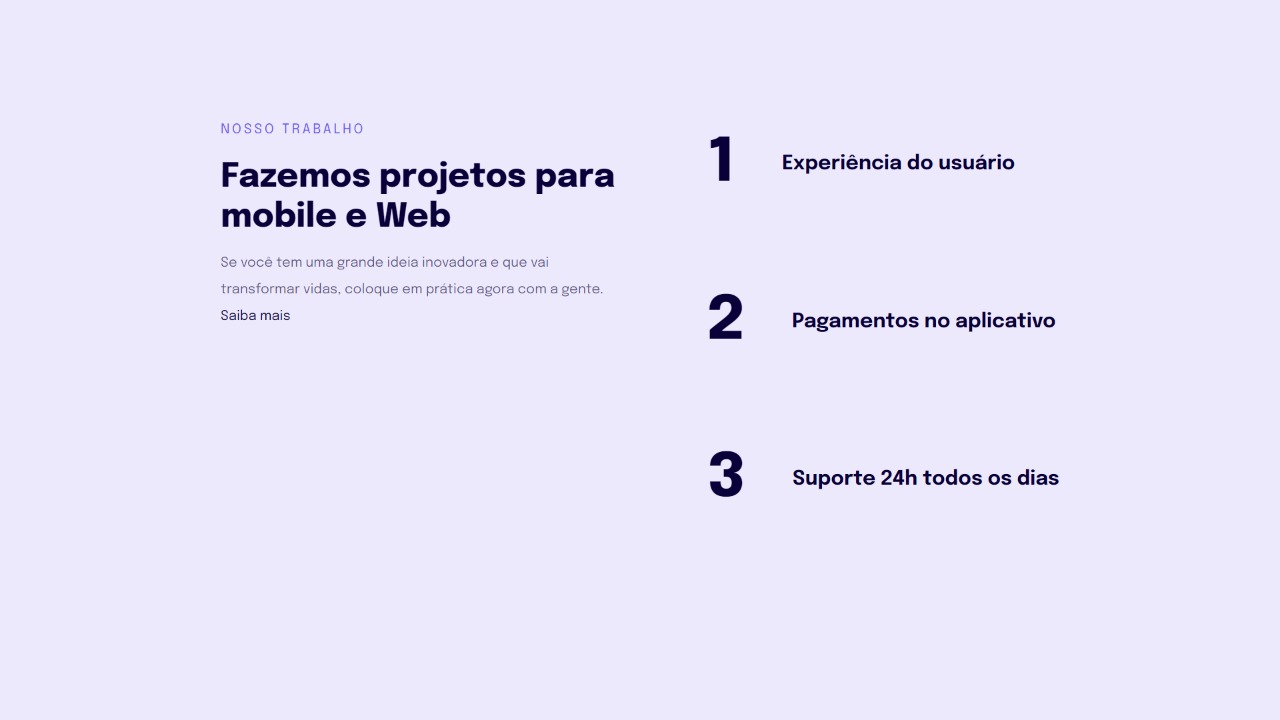 NOSSO TRABALHO
Fazemos projetos para
mobile e Web
Se você tem uma grande ideia inovadora e que vai
transformar vidas, coloque em prática agora com a gente.
Saiba mais
1 Experiência do usuário
2 Pagamentos no aplicativo
3 Suporte 24h todos os dias